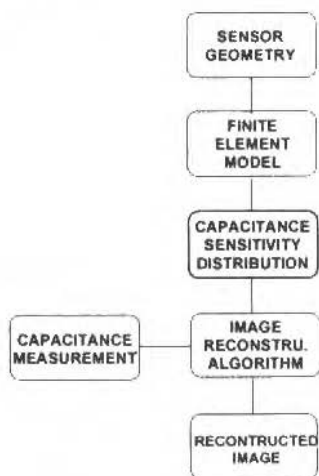 SENSOR
GEOMETRY
FINITE
ELEMENT
MODEL
CAPACITANCE
SENSITIVITY
DISTRIBUTION
CAPACITANCE
MEASUREMENT
IMAGE
RECONSTRU.
ALGORITHM
RECONTRUCTED
IMAGE